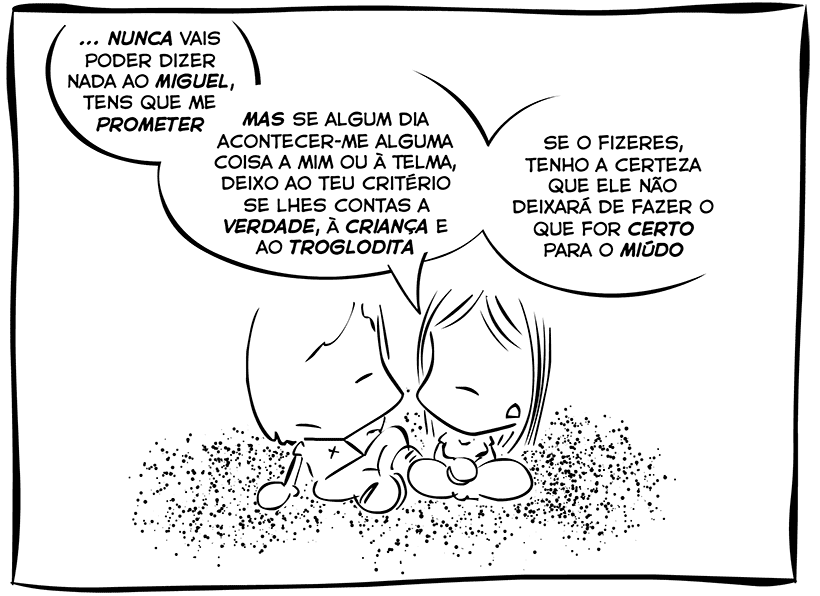 ... NUNCA VAIS
PODER DIZER
NADA AO MIGUEL,
TENS QUE ME
PROMETER
MAS SE ALGUM DIA
ACONTECER-ME ALGUMA
COISA A MIM OU À TELMA,
DEIXO AO TEU CRITÉRIO
SE LHES CONTAS A
VERDADE, À CRIANÇA E
AO TROGLODITA
SE O FIZERES,
TENHO A CERTEZA
QUE ELE NÃO
DEIXARÁ DE FAZER O
QUE FOR CERTO
PARA O MIÚDO